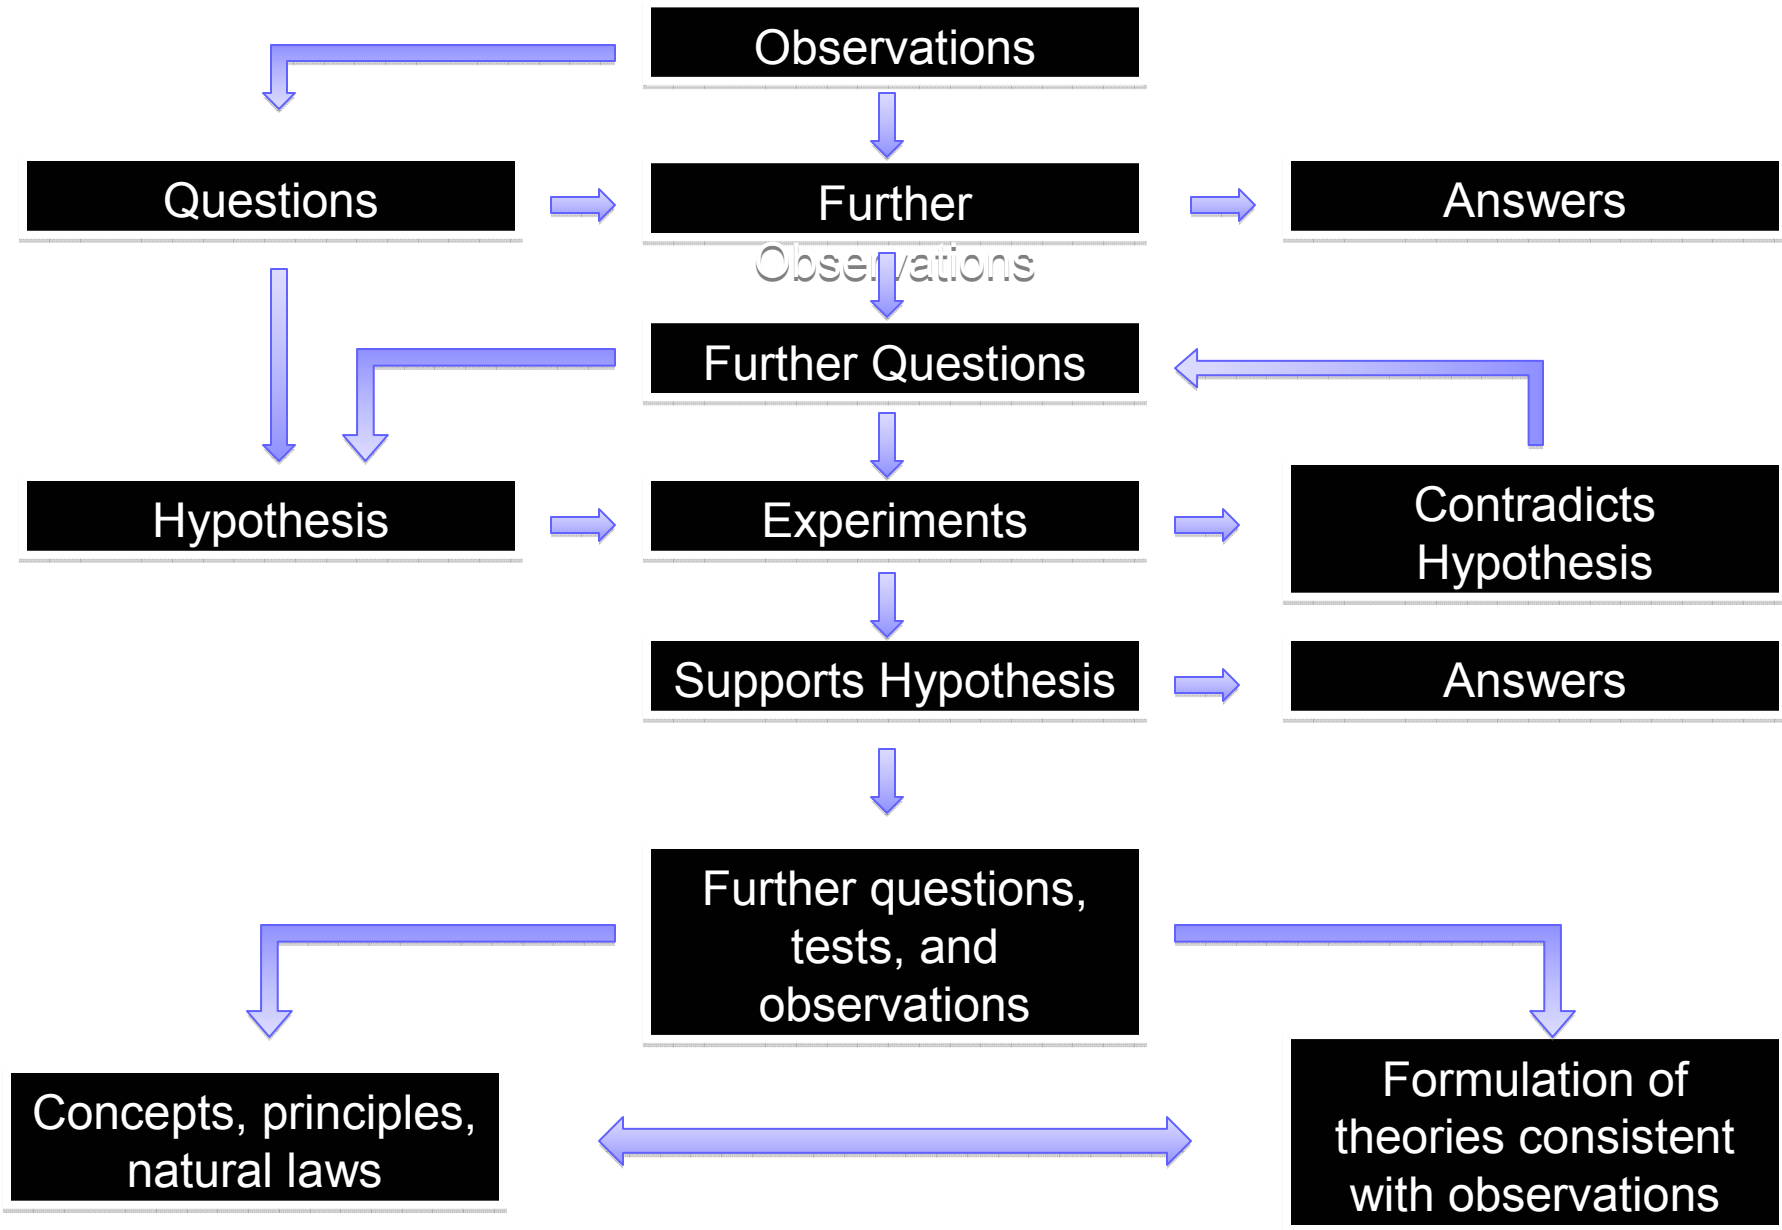 Observations
Questions
Further
Observations
Answers
Further Questions
Hypothesis
Experiments
Contradicts
Hypothesis
Supports Hypothesis
Answers
Further questions,
tests, and
observations
Concepts, principles,
natural laws
Formulation of
theories consistent
with observations